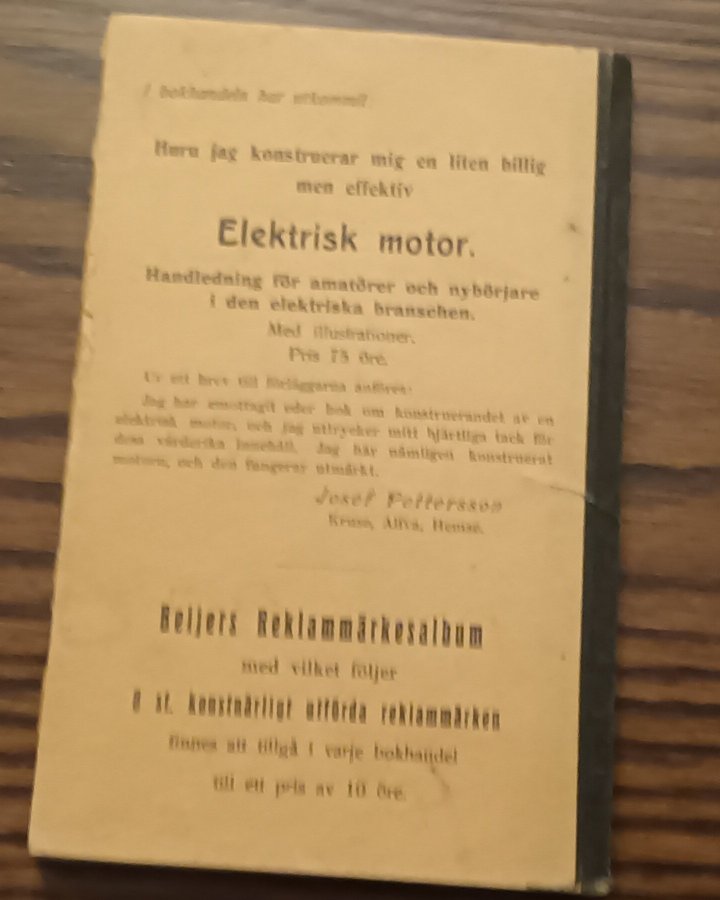 I bokhandeln har utkommit
Huru jag konstruerar mig en liten billig
men effektiv
Elektrisk motor.
Handledning för amatörer och nybörjare
i den elektriska branschen.
Med illustrationer.
Pris 75 öre.
Ur ett brev till förläggarna anföres:
Jag har emottagit eder bok om konstruerandet av en
elektrisk motor, och jag uttrycker mitt hjärtliga tack för
dess värderika innehåll. Jag har nämligen konstruerat
motorn, och den fungerar utmärkt.
Josef Pettersson
Alfva, Hemse.
Beijers Reklammärkesalbum
med vilket följer
st. konstnärligt utförda reklammärken
finnes att tillgå i varje bokhandel
till ett pris av 10 öre.